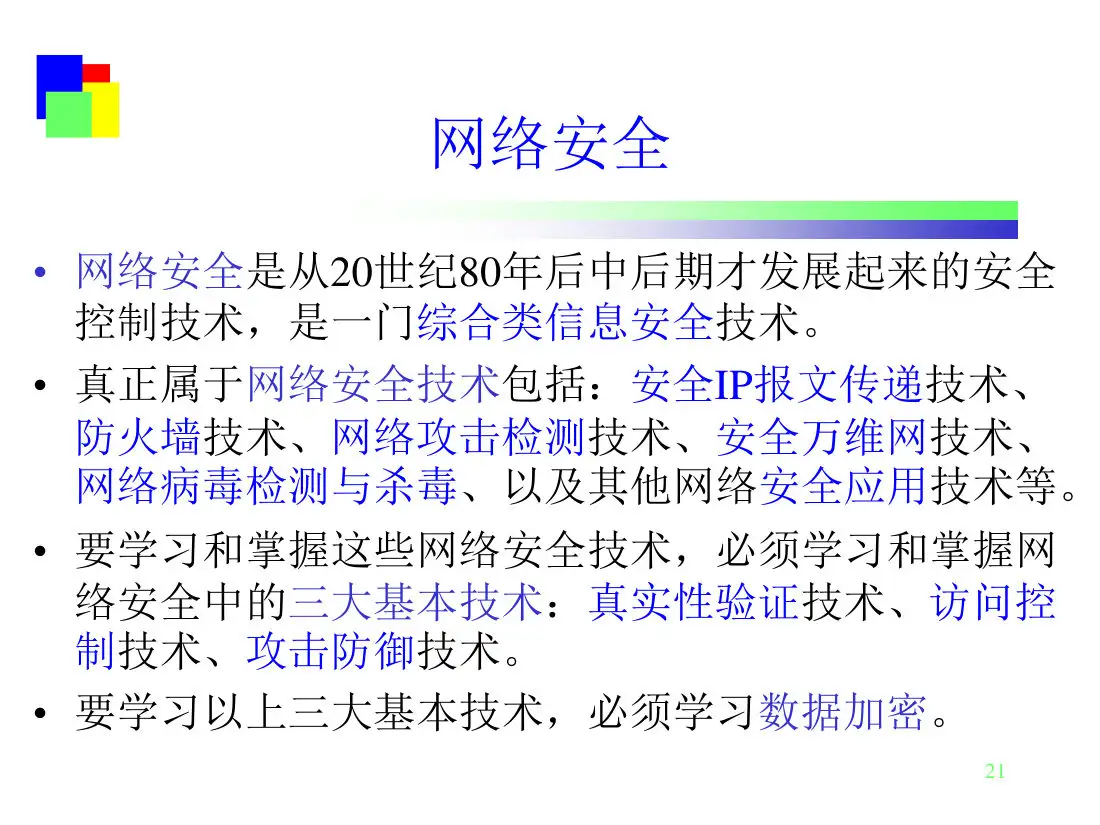 网络安全
• 网络安全是从20世纪80年后中后期才发展起来的安全
控制技术，是一门综合类信息安全技术。
• 真正属于网络安全技术包括：安全IP报文传递技术、
防火墙技术、网络攻击检测技术、安全万维网技术、
网络病毒检测与杀毒、以及其他网络安全应用技术等。
• 要学习和掌握这些网络安全技术，必须学习和掌握网
络安全中的三大基本技术：真实性验证技术、访问控
制技术、攻击防御技术。
• 要学习以上三大基本技术，必须学习数据加密。
21